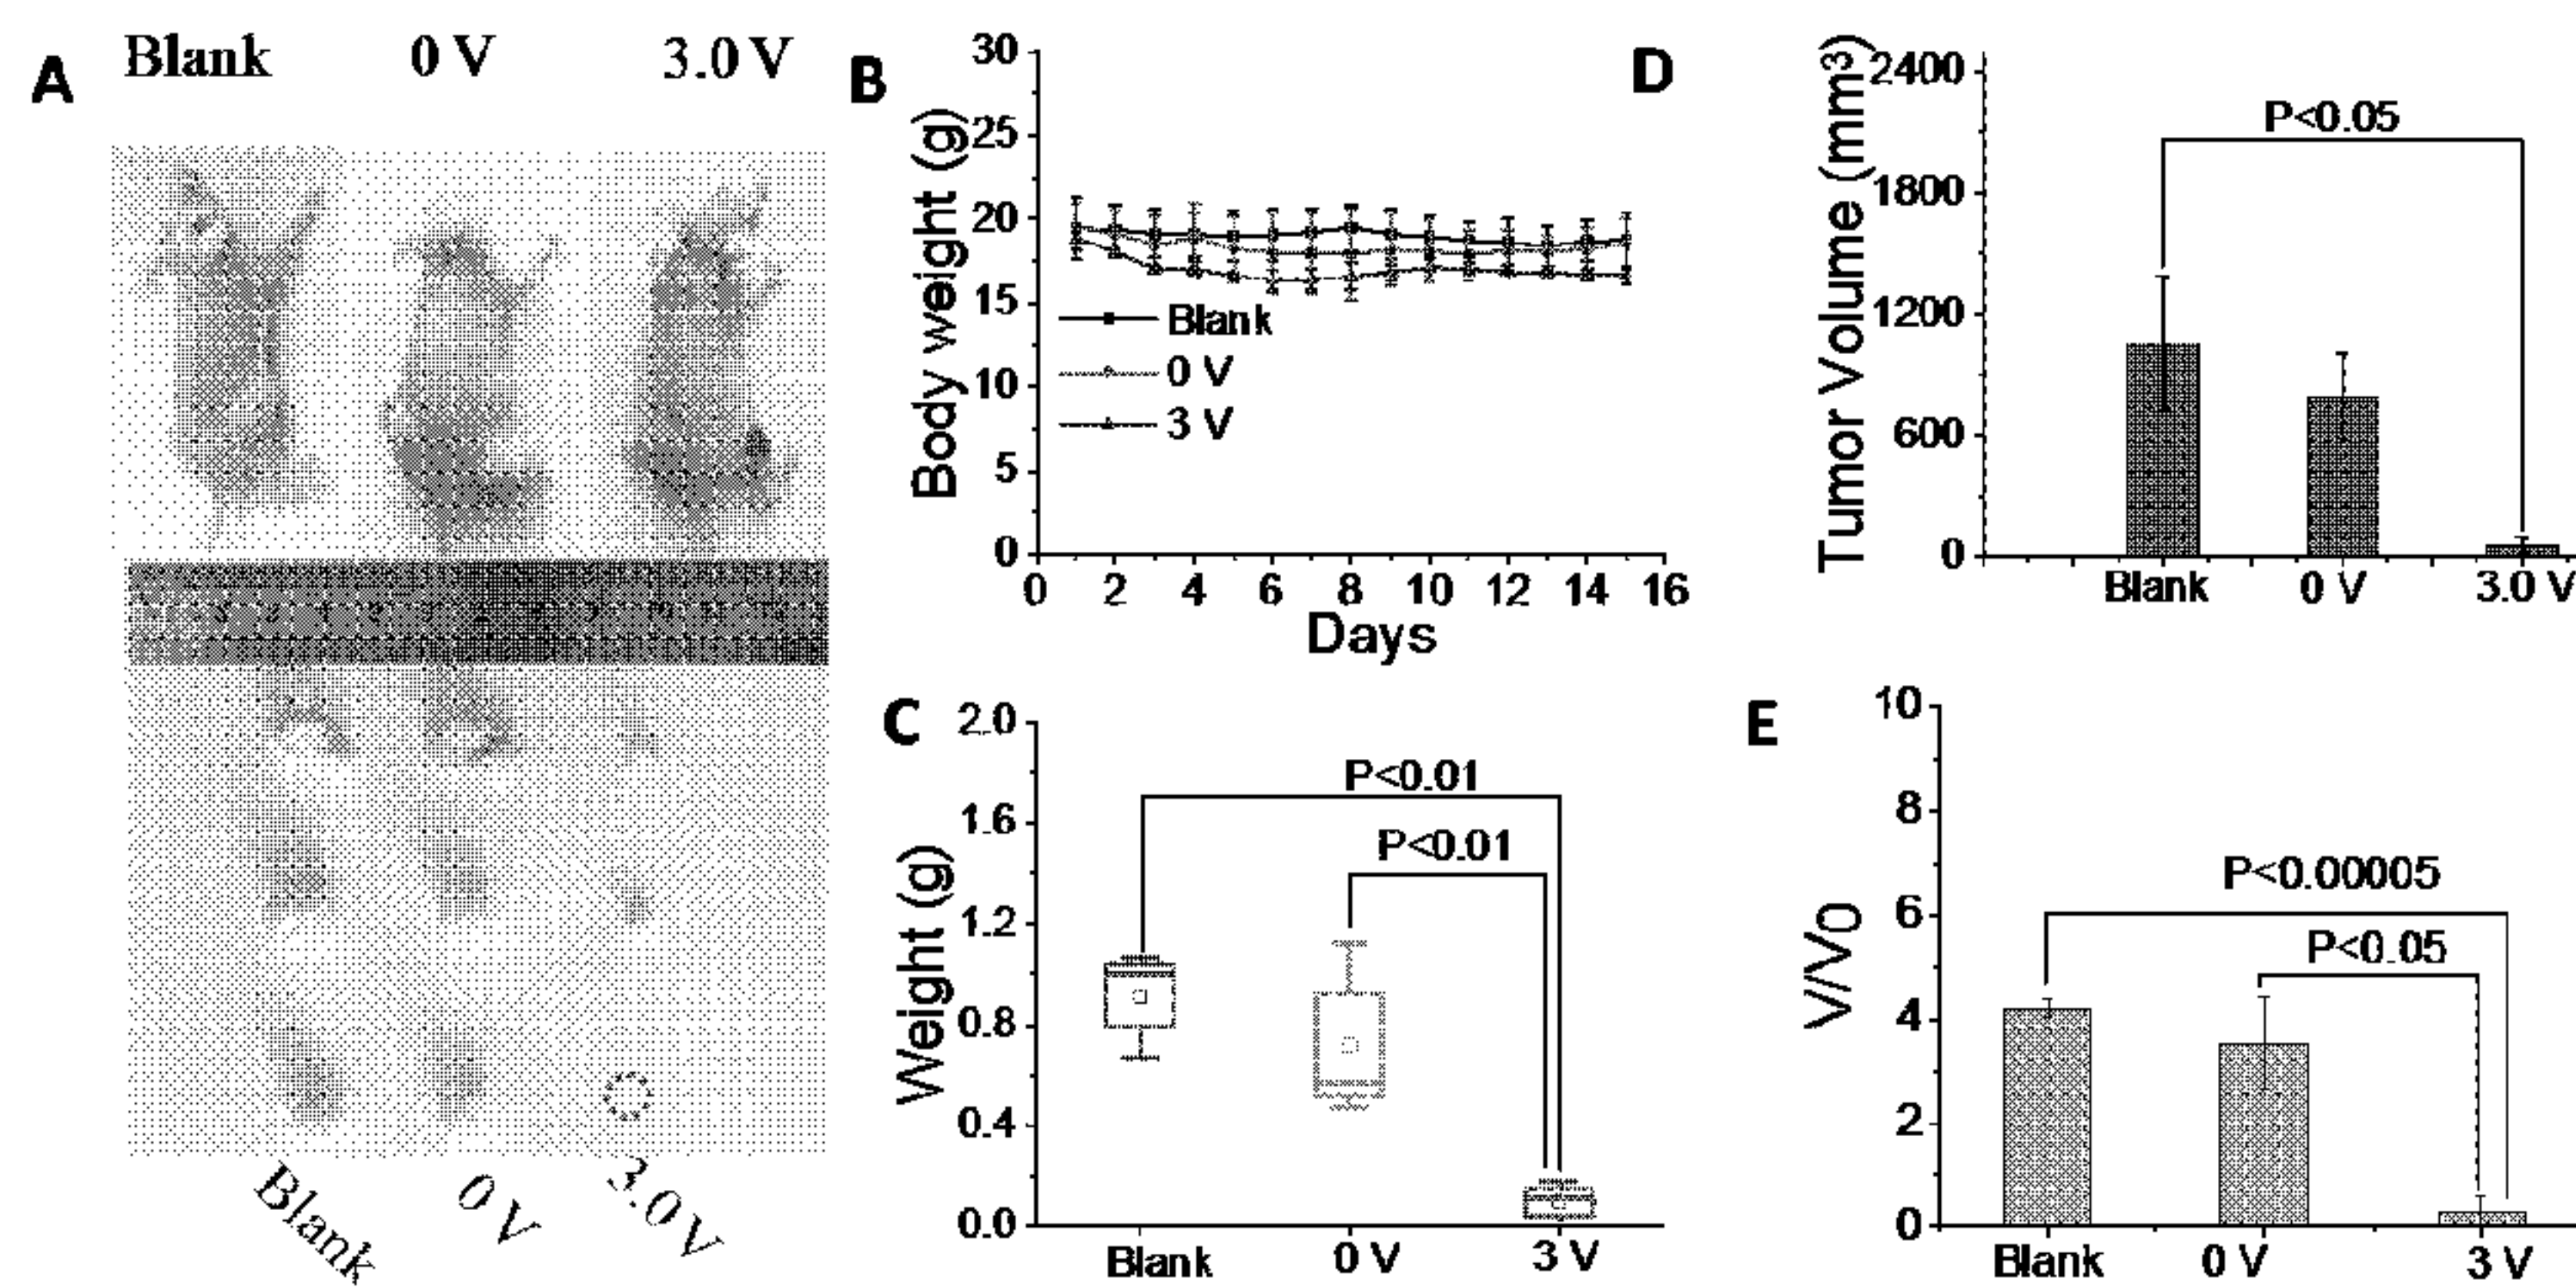 A
Blank 0 V 3.0 V
Blank 0 V 3.0 V
B
Body weight (g)
30
25
20
15
10
5
0
Blank
0 V
3 V
0 2 4 6 8 10 12 14 16
Days
C
Weight (g)
2.0
1.6
1.2
0.8
0.4
0.0
P<0.01
P<0.01
Blank 0 V 3 V
D
Tumor Volume (mm³)
2400
1800
1200
600
0
P<0.05
Blank 0 V 3.0 V
E
V/V0
10
8
6
4
2
0
P<0.00005
P<0.05
Blank 0 V 3 V